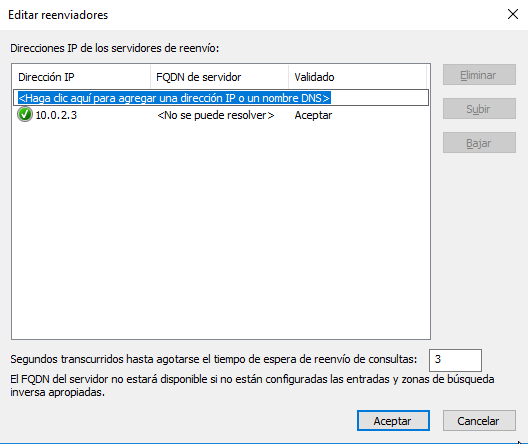 Editar reenviadores
Direcciones IP de los servidores de reenvío:
Dirección IP FQDN de servidor Validado
<Haga clic aquí para agregar una dirección IP o un nombre DNS>
10.0.2.3 <No se puede resolver> Aceptar
Eliminar
Subir
Bajar
Segundos transcurridos hasta agotarse el tiempo de espera de reenvío de consultas: 3
El FQDN del servidor no estará disponible si no están configuradas las entradas y zonas de búsqueda
inversa apropiadas.
Aceptar Cancelar